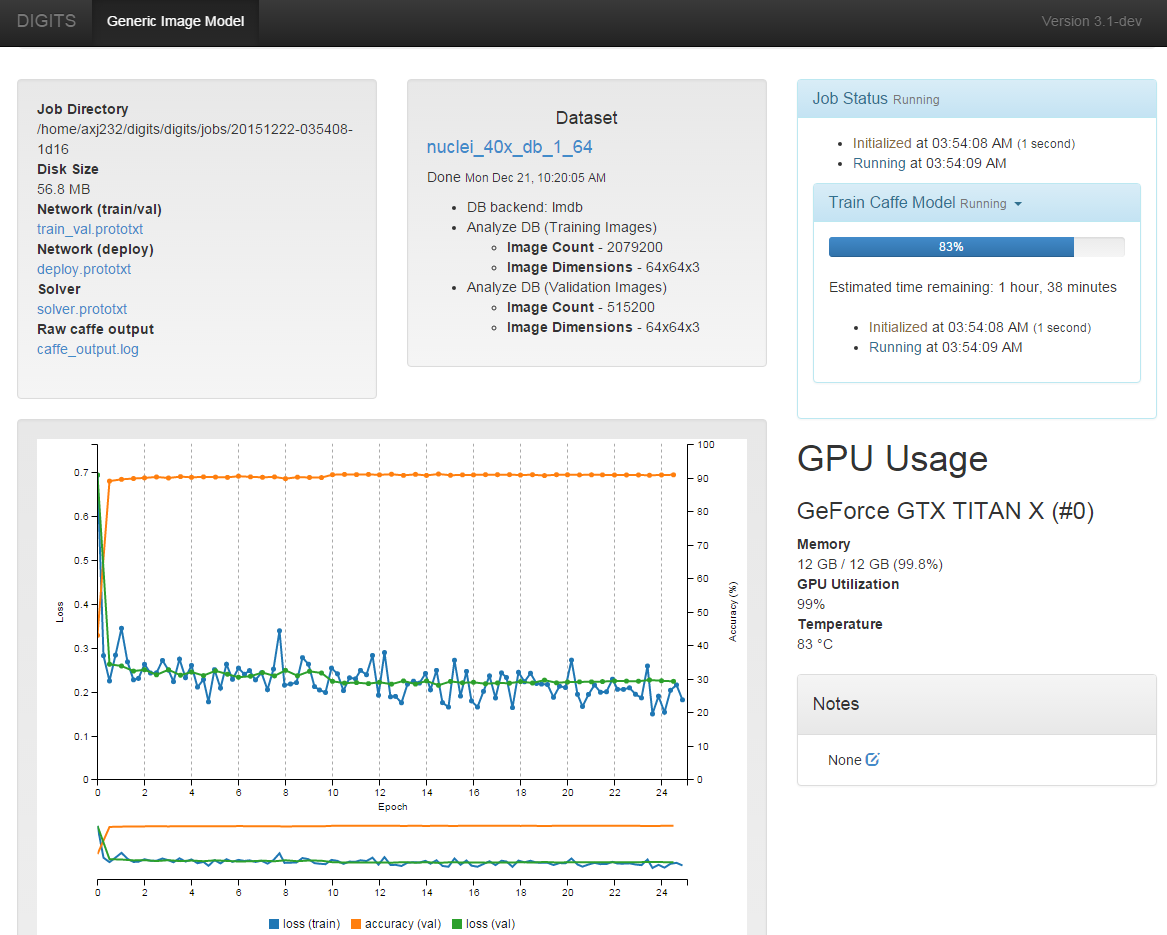 DIGITS Generic Image Model Version 3.1-dev
Job Directory
/home/axj232/digits/digits/jobs/20151222-035408-
1d16
Disk Size
56.8 MB
Network (train/val)
train_val.prototxt
Network (deploy)
deploy.prototxt
Solver
solver.prototxt
Raw caffe output
caffe_output.log
Dataset
nuclei_40x_db_1_64
Done Mon Dec 21, 10:20:05 AM
DB backend: lmdb
Analyze DB (Training Images)
Image Count - 2079200
Image Dimensions - 64x64x3
Analyze DB (Validation Images)
Image Count - 515200
Image Dimensions - 64x64x3
Job Status Running
Initialized at 03:54:08 AM (1 second)
Running at 03:54:09 AM
Train Caffe Model Running
83%
Estimated time remaining: 1 hour, 38 minutes
Initialized at 03:54:08 AM (1 second)
Running at 03:54:09 AM
0.7
0.6
0.5
0.4
0.3
0.2
0.1
0
Loss
100
90
80
70
60
50
40
30
20
10
0
Accuracy (%)
0 2 4 6 8 10 12 14 16 18 20 22 24
Epoch
0 2 4 6 8 10 12 14 16 18 20 22 24
loss (train) accuracy (val) loss (val)
GPU Usage
GeForce GTX TITAN X (#0)
Memory
12 GB / 12 GB (99.8%)
GPU Utilization
99%
Temperature
83 °C
Notes
None